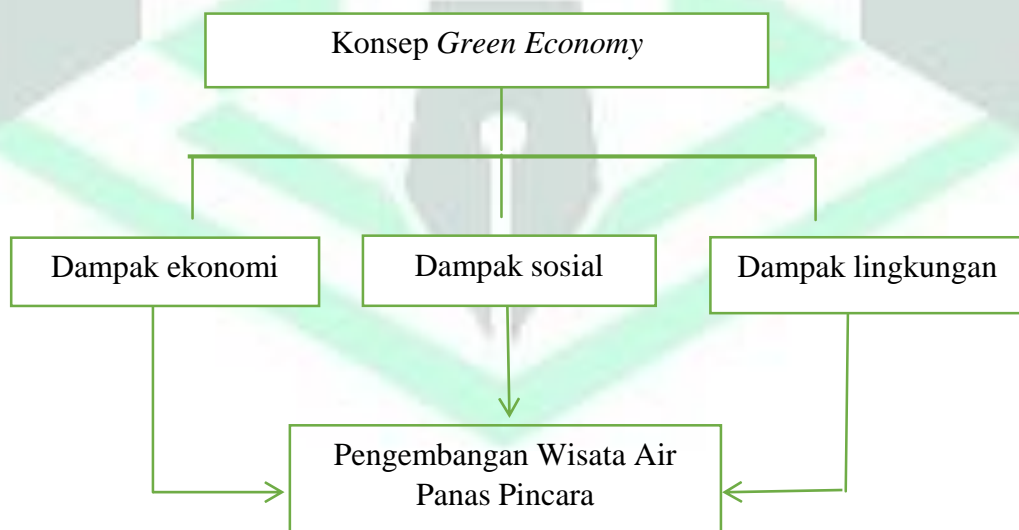 Konsep Green Economy
Dampak ekonomi
Dampak sosial
Dampak lingkungan
Pengembangan Wisata Air
Panas Pincara